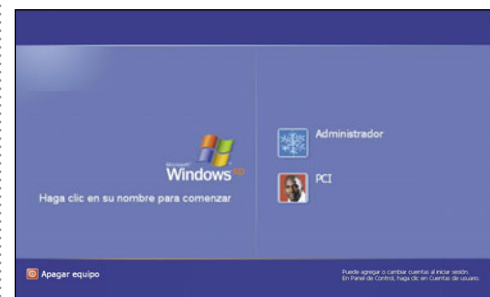 Administrador
Microsoft
Windows xp
PCI
Haga clic en su nombre para comenzar
Apagar equipo
Puede agregar o cambiar cuentas al iniciar sesión.
En Panel de Control, haga clic en Cuentas de usuario.